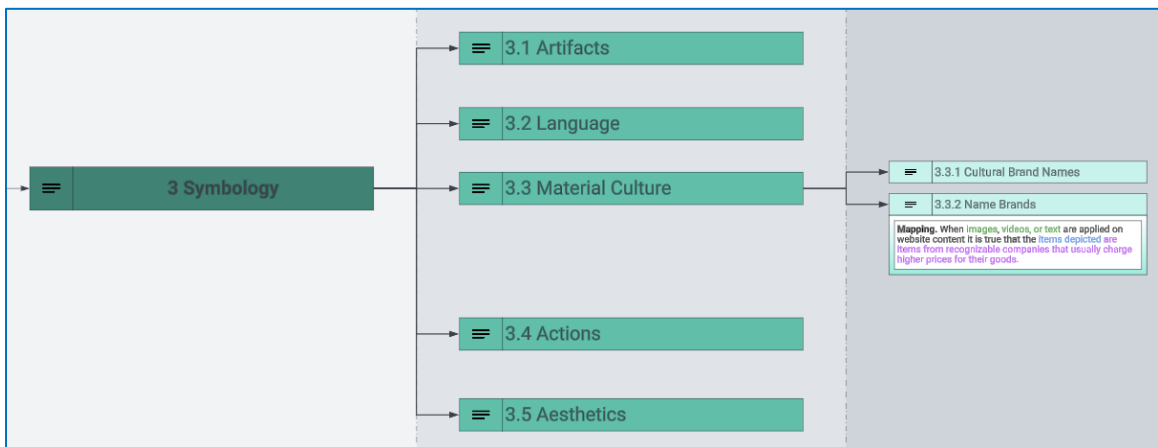 3 Symbology
3.1 Artifacts
3.2 Language
3.3 Material Culture
3.4 Actions
3.5 Aesthetics
3.3.1 Cultural Brand Names
3.3.2 Name Brands
Mapping. When images, videos, or text are applied on
website content it is true that the items depicted are
items from recognizable companies that usually charge
higher prices for their goods.